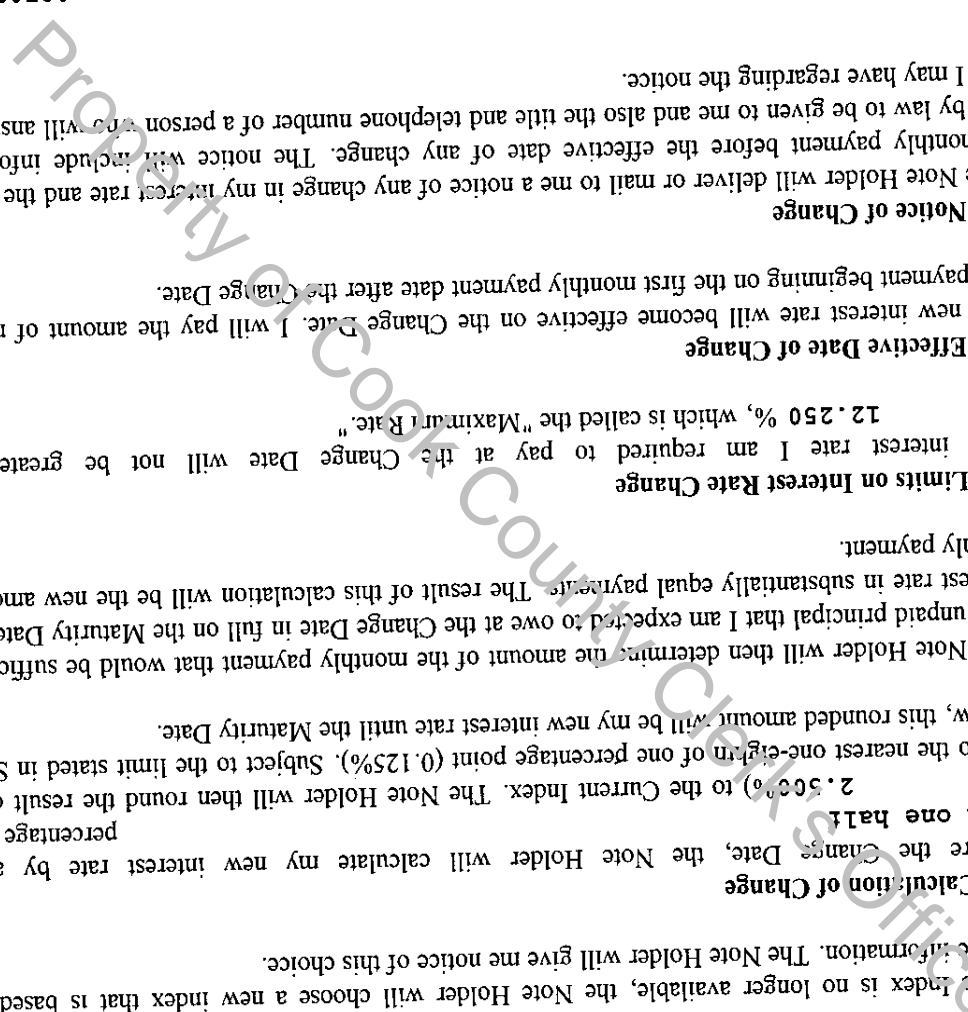 Index is no longer available, the Note Holder will choose a new index that is based
information. The Note Holder will give me notice of this choice.
Calculation of Change
re the Change Date, the Note Holder will calculate my new interest rate by a
one half percentage
2.500%) to the Current Index. The Note Holder will then round the result o
o the nearest one-eighth of one percentage point (0.125%). Subject to the limit stated in S
w, this rounded amount will be my new interest rate until the Maturity Date.
Note Holder will then determine the amount of the monthly payment that would be suffic
unpaid principal that I am expected to owe at the Change Date in full on the Maturity Date
est rate in substantially equal payments. The result of this calculation will be the new amo
hly payment.
Limits on Interest Rate Change
interest rate I am required to pay at the Change Date will not be greate
12.250 %, which is called the "Maximum Rate."
Effective Date of Change
new interest rate will become effective on the Change Date. I will pay the amount of
payment beginning on the first monthly payment date after the Change Date.
Notice of Change
e Note Holder will deliver or mail to me a notice of any change in my interest rate and the
monthly payment before the effective date of any change. The notice will include info
by law to be given to me and also the title and telephone number of a person who will ans
I may have regarding the notice.
Property of Cook County Clerk's Office